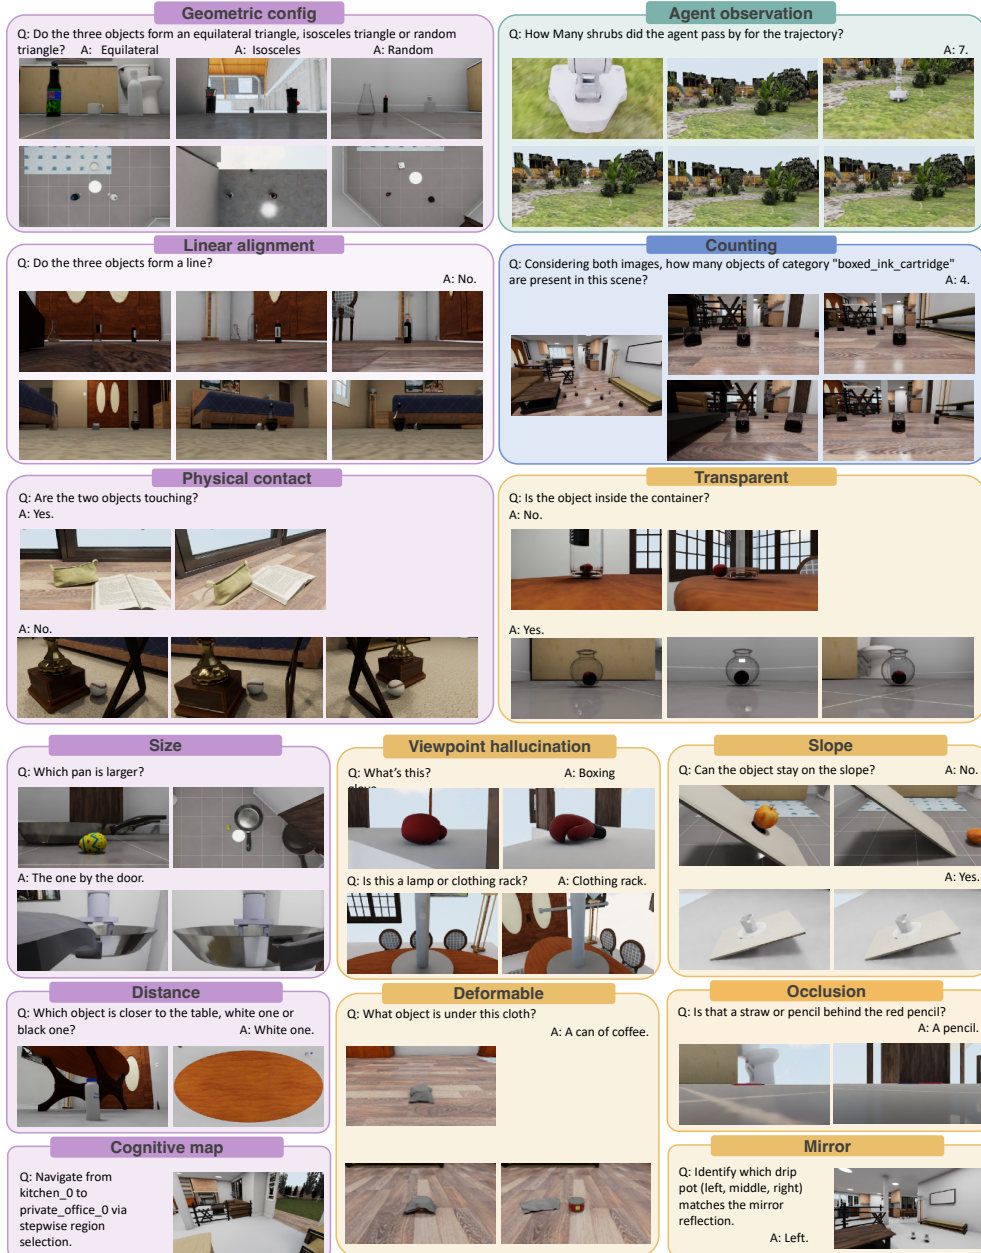 Geometric config
Q: Do the three objects form an equilateral triangle, isosceles triangle or random
triangle? A: Equilateral A: Isosceles A: Random
Agent observation
Q: How Many shrubs did the agent pass by for the trajectory?
A: 7.
Linear alignment
Q: Do the three objects form a line?
A: No.
Counting
Q: Considering both images, how many objects of category "boxed_ink_cartridge"
are present in this scene? A: 4.
Physical contact
Q: Are the two objects touching?
A: Yes.
A: No.
Transparent
Q: Is the object inside the container?
A: No.
A: Yes.
Size
Q: Which pan is larger?
A: The one by the door.
Viewpoint hallucination
Q: What's this? A: Boxing
Q: Is this a lamp or clothing rack? A: Clothing rack.
Slope
Q: Can the object stay on the slope? A: No.
A: Yes.
Distance
Q: Which object is closer to the table, white one or
black one? A: White one.
Deformable
Q: What object is under this cloth?
A: A can of coffee.
Occlusion
Q: Is that a straw or pencil behind the red pencil?
A: A pencil.
Cognitive map
Q: Navigate from
kitchen_0 to
private_office_0 via
stepwise region
selection.
Mirror
Q: Identify which drip
pot (left, middle, right)
matches the mirror
reflection.
A: Left.